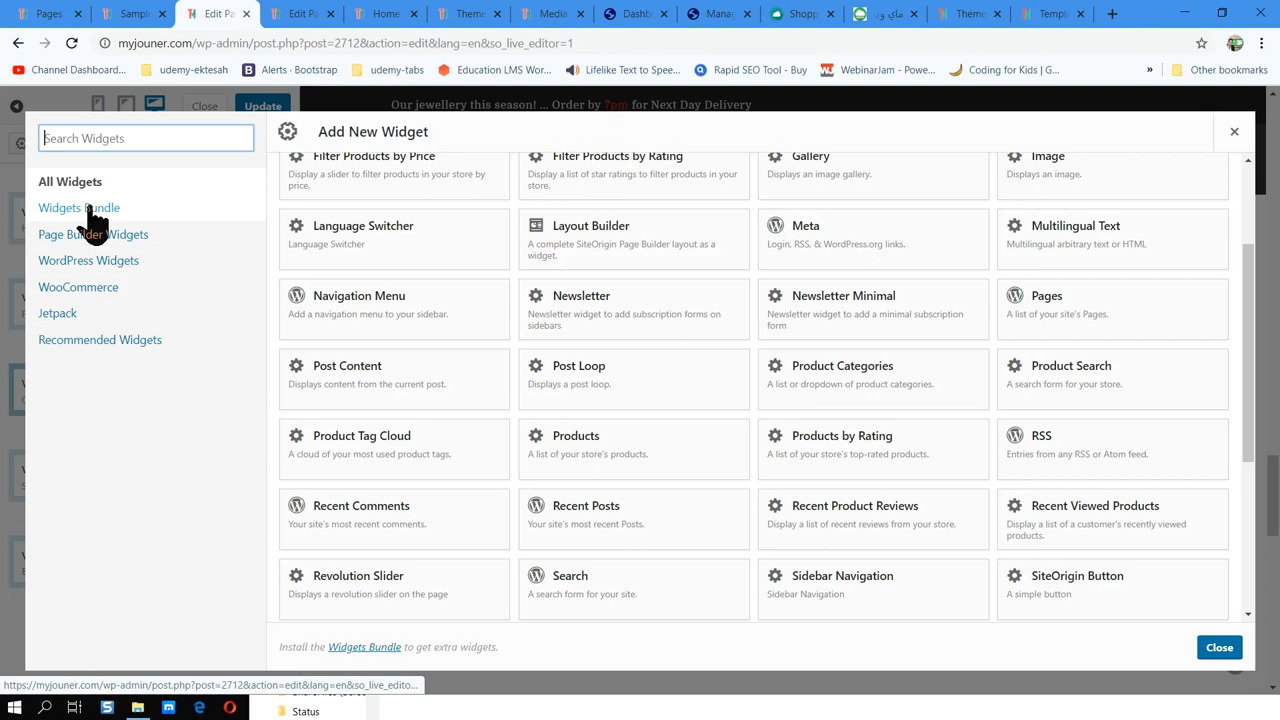 Pages
Sample
Edit Pa
Edit Pa
Home
Theme
Media
Dashb
Manag
Shopp
ماي وذ
Theme
Templ
myjouner.com/wp-admin/post.php?post=2712&action=edit&lang=en&so_live_editor=1
Channel Dashboard...
udemy-ektesah
Alerts · Bootstrap
udemy-tabs
Education LMS Wor...
Lifelike Text to Spee...
Rapid SEO Tool - Buy
WebinarJam - Powe...
Coding for Kids | G...
»
Other bookmarks
Close
Update
Our jewellery this season! ... Order by 7pm for Next Day Delivery
Search Widgets
Add New Widget
All Widgets
Widgets Bundle
Page Builder Widgets
WordPress Widgets
WooCommerce
Jetpack
Recommended Widgets
Filter Products by Price
Display a slider to filter products in your store by
price.
Filter Products by Rating
Display a list of star ratings to filter products in your
store.
Gallery
Displays an image gallery.
Image
Displays an image.
Language Switcher
Language Switcher
Layout Builder
A complete SiteOrigin Page Builder layout as a
widget.
Meta
Login, RSS, & WordPress.org links.
Multilingual Text
Multilingual arbitrary text or HTML
Navigation Menu
Add a navigation menu to your sidebar.
Newsletter
Newsletter widget to add subscription forms on
sidebars
Newsletter Minimal
Newsletter widget to add a minimal subscription
form
Pages
A list of your site's Pages.
Post Content
Displays content from the current post.
Post Loop
Displays a post loop.
Product Categories
A list or dropdown of product categories.
Product Search
A search form for your store.
Product Tag Cloud
A cloud of your most used product tags.
Products
A list of your store's products.
Products by Rating
A list of your store's top-rated products.
RSS
Entries from any RSS or Atom feed.
Recent Comments
Your site's most recent comments.
Recent Posts
Your site's most recent Posts.
Recent Product Reviews
Display a list of recent reviews from your store.
Recent Viewed Products
Display a list of a customer's recently viewed
products.
Revolution Slider
Displays a revolution slider on the page
Search
A search form for your site.
Sidebar Navigation
Sidebar Navigation
SiteOrigin Button
A simple button
Install the Widgets Bundle to get extra widgets.
Close
https://myjouner.com/wp-admin/post.php?post=2712&action=edit&lang=en&so_live_edito...
Status